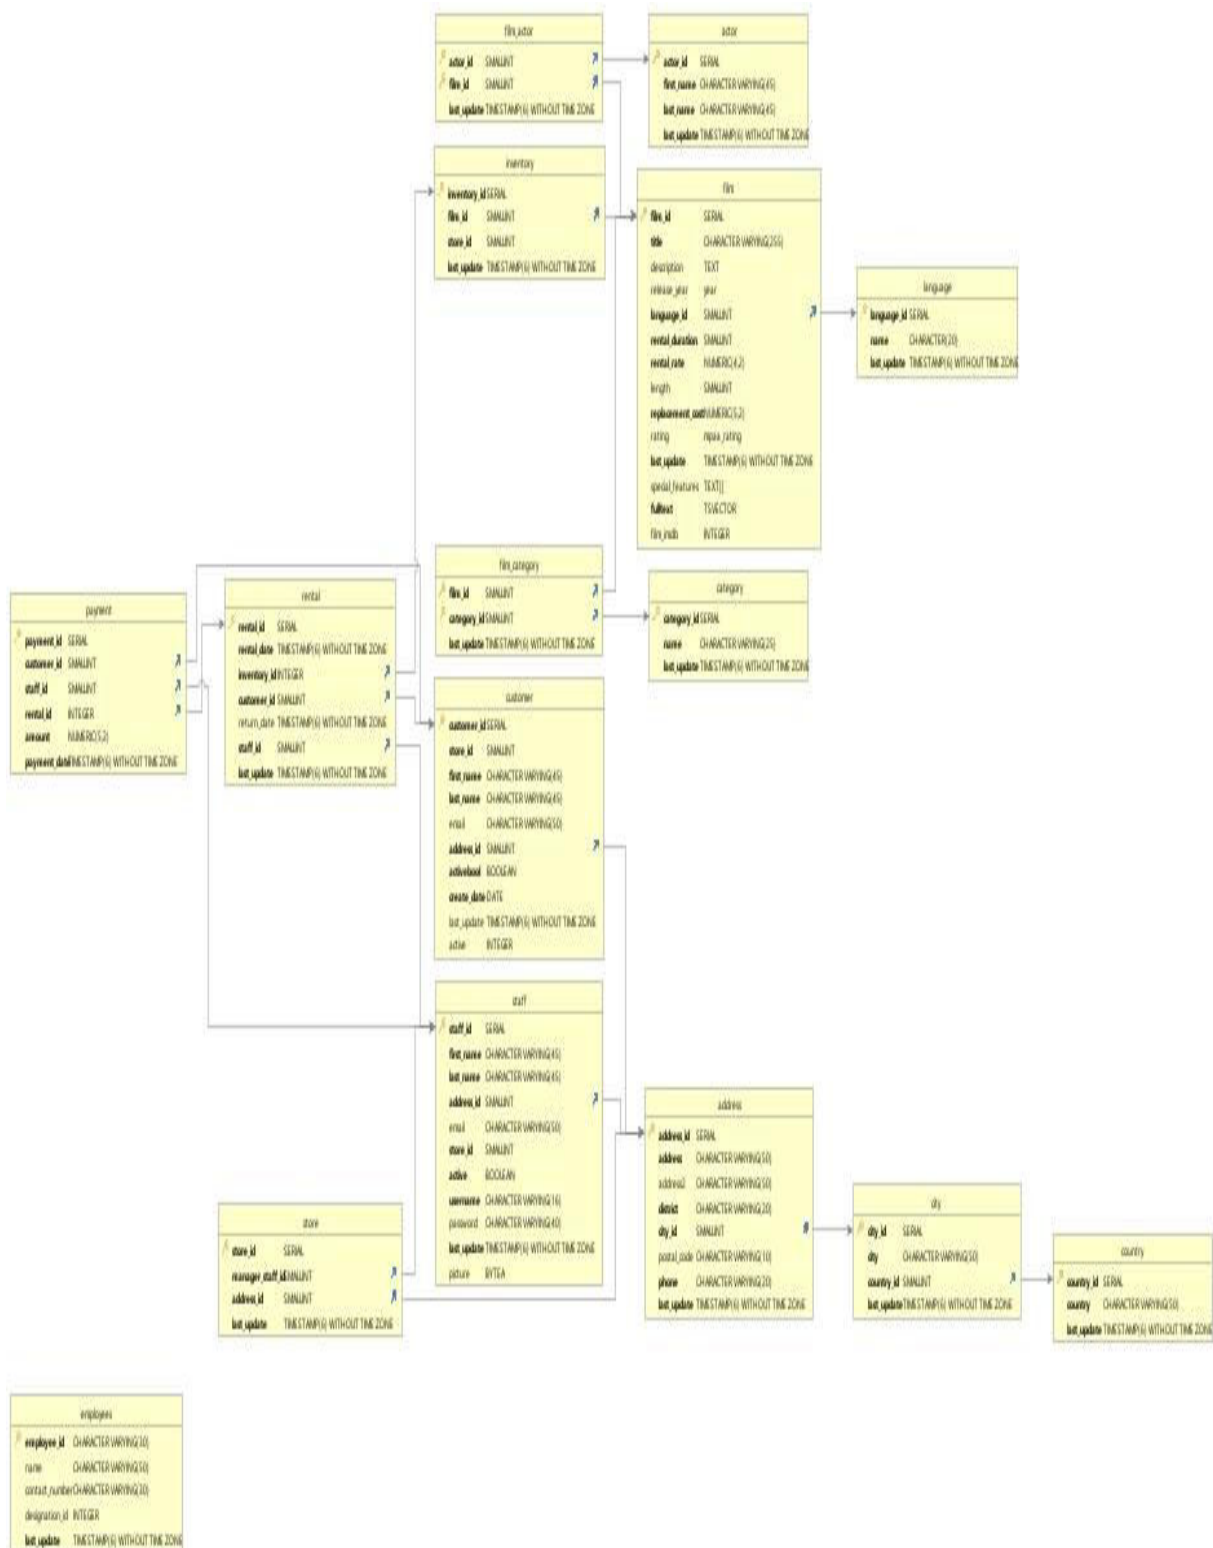 film_actor
actor_id SMALLINT
film_id SMALLINT
last_update TIMESTAMP(6) WITHOUT TIME ZONE
actor
actor_id SERIAL
first_name CHARACTER VARYING(45)
last_name CHARACTER VARYING(45)
last_update TIMESTAMP(6) WITHOUT TIME ZONE
inventory
inventory_id SERIAL
film_id SMALLINT
store_id SMALLINT
last_update TIMESTAMP(6) WITHOUT TIME ZONE
film
film_id SERIAL
title CHARACTER VARYING(255)
description TEXT
release_year year
language_id SMALLINT
rental_duration SMALLINT
rental_rate NUMERIC(4,2)
length SMALLINT
replacement_cost NUMERIC(5,2)
rating mpaa_rating
last_update TIMESTAMP(6) WITHOUT TIME ZONE
special_features TEXT[]
fulltext TSVECTOR
film_imdb INTEGER
language
language_id SERIAL
name CHARACTER(20)
last_update TIMESTAMP(6) WITHOUT TIME ZONE
film_category
film_id SMALLINT
category_id SMALLINT
last_update TIMESTAMP(6) WITHOUT TIME ZONE
category
category_id SERIAL
name CHARACTER VARYING(25)
last_update TIMESTAMP(6) WITHOUT TIME ZONE
payment
payment_id SERIAL
customer_id SMALLINT
staff_id SMALLINT
rental_id INTEGER
amount NUMERIC(5,2)
payment_date TIMESTAMP(6) WITHOUT TIME ZONE
rental
rental_id SERIAL
rental_date TIMESTAMP(6) WITHOUT TIME ZONE
inventory_id INTEGER
customer_id SMALLINT
return_date TIMESTAMP(6) WITHOUT TIME ZONE
staff_id SMALLINT
last_update TIMESTAMP(6) WITHOUT TIME ZONE
customer
customer_id SERIAL
store_id SMALLINT
first_name CHARACTER VARYING(45)
last_name CHARACTER VARYING(45)
email CHARACTER VARYING(50)
address_id SMALLINT
activebool BOOLEAN
create_date DATE
last_update TIMESTAMP(6) WITHOUT TIME ZONE
active INTEGER
staff
staff_id SERIAL
first_name CHARACTER VARYING(45)
last_name CHARACTER VARYING(45)
address_id SMALLINT
email CHARACTER VARYING(50)
store_id SMALLINT
active BOOLEAN
username CHARACTER VARYING(16)
password CHARACTER VARYING(40)
last_update TIMESTAMP(6) WITHOUT TIME ZONE
picture BYTEA
address
address_id SERIAL
address CHARACTER VARYING(50)
address2 CHARACTER VARYING(50)
district CHARACTER VARYING(20)
city_id SMALLINT
postal_code CHARACTER VARYING(10)
phone CHARACTER VARYING(20)
last_update TIMESTAMP(6) WITHOUT TIME ZONE
store
store_id SERIAL
manager_staff_id SMALLINT
address_id SMALLINT
last_update TIMESTAMP(6) WITHOUT TIME ZONE
city
city_id SERIAL
city CHARACTER VARYING(50)
country_id SMALLINT
last_update TIMESTAMP(6) WITHOUT TIME ZONE
country
country_id SERIAL
country CHARACTER VARYING(50)
last_update TIMESTAMP(6) WITHOUT TIME ZONE
employees
employee_id CHARACTER VARYING(30)
name CHARACTER VARYING(50)
contact_number CHARACTER VARYING(30)
designation_id INTEGER
last_update TIMESTAMP(6) WITHOUT TIME ZONE